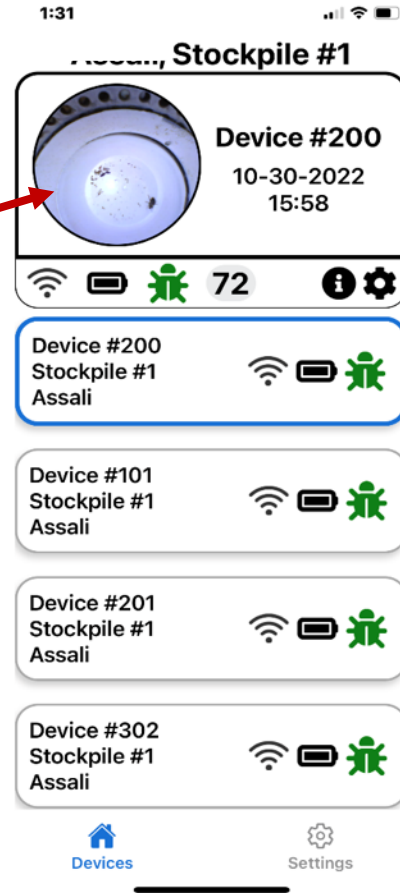 1:31
Stockpile #1
Device #200
10-30-2022
15:58
72
Device #200
Stockpile #1
Assali
Device #101
Stockpile #1
Assali
Device #201
Stockpile #1
Assali
Device #302
Stockpile #1
Assali
Devices
Settings